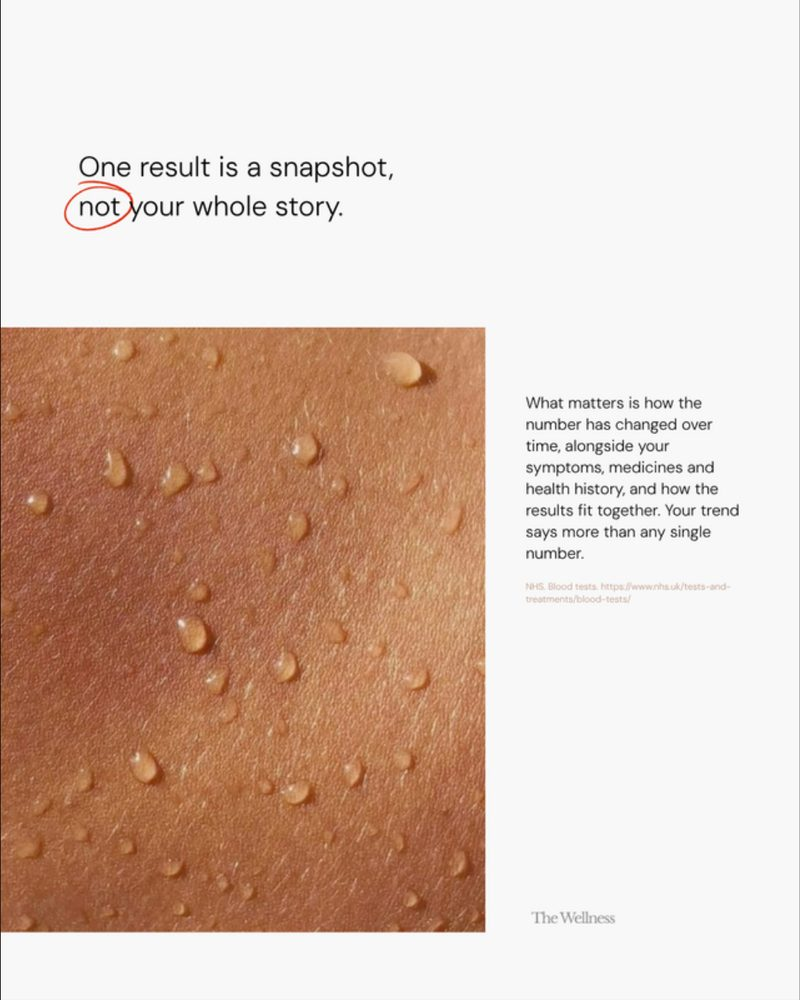 One result is a snapshot,
not your whole story.
What matters is how the
number has changed over
time, alongside your
symptoms, medicines and
health history, and how the
results fit together. Your trend
says more than any single
number.
NHS. Blood tests. https://www.nhs.uk/tests-and-
treatments/blood-tests/
The Wellness